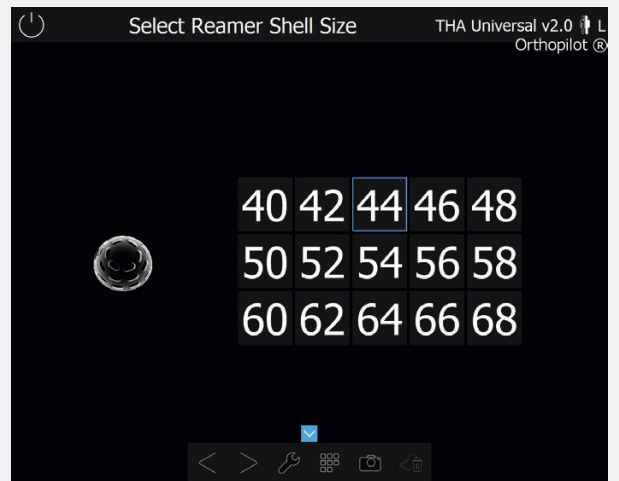 Select Reamer Shell Size
THA Universal v2.0 L
Orthopilot ®
40 42 44 46 48
50 52 54 56 58
60 62 64 66 68